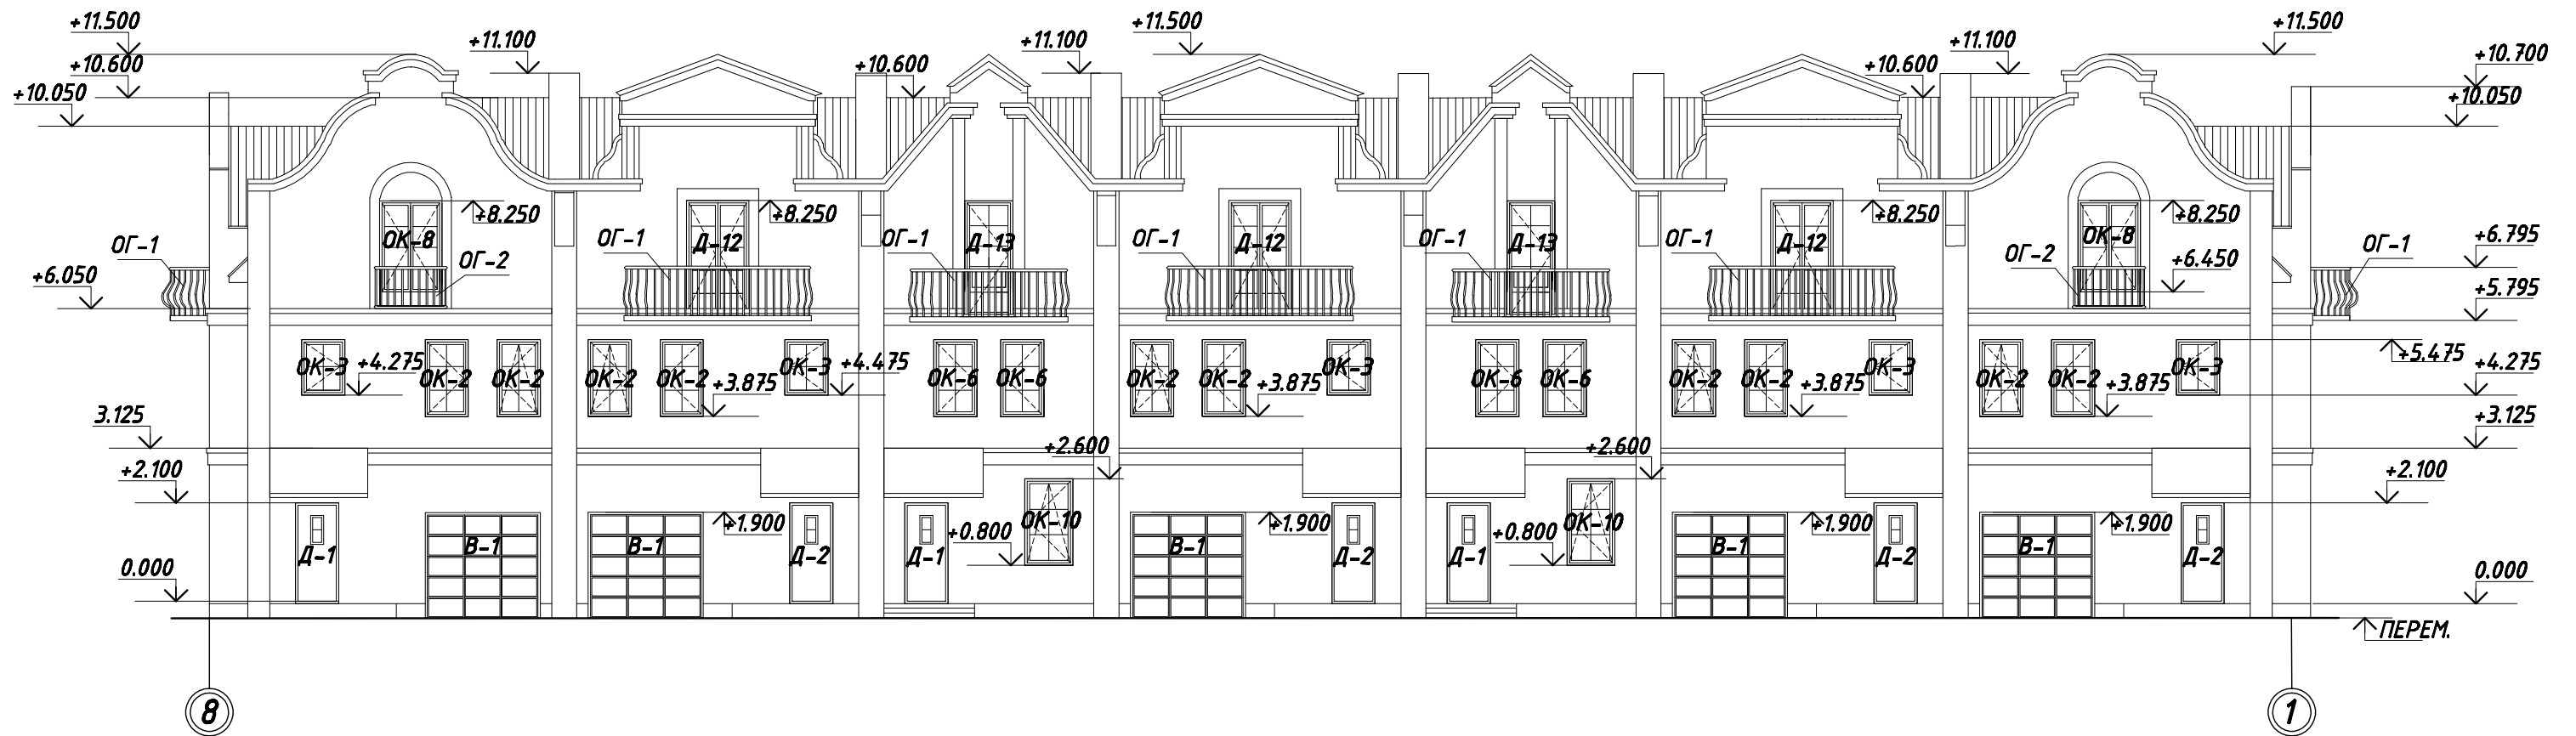 +11.500
+11.100
+11.100
+11.500
+11.100
+11.500
+10.600
+10.600
+10.600
+10.700
+10.050
+10.050
+8.250
+8.250
+8.250
+8.250
ОГ-1
ОК-8
ОГ-2
ОГ-1
Д-12
ОГ-1
Д-13
ОГ-1
Д-12
ОГ-1
Д-13
ОГ-1
Д-12
ОГ-2
ОК-8
+6.450
ОГ-1
+6.795
+6.050
+5.795
ОК-3
+4.275
ОК-2
ОК-2
ОК-2
ОК-2
+3.875
ОК-3
+4.475
ОК-6
ОК-6
ОК-2
ОК-2
+3.875
ОК-3
ОК-6
ОК-6
ОК-2
ОК-2
+3.875
ОК-3
ОК-2
ОК-2
+3.875
ОК-3
+5.475
+4.275
3.125
+3.125
+2.600
+2.600
+2.100
+2.100
Д-1
В-1
В-1
+1.900
Д-2
Д-1
+0.800
ОК-10
В-1
+1.900
Д-2
Д-1
+0.800
ОК-10
В-1
+1.900
Д-2
В-1
+1.900
Д-2
0.000
0.000
ПЕРЕМ.
8
1